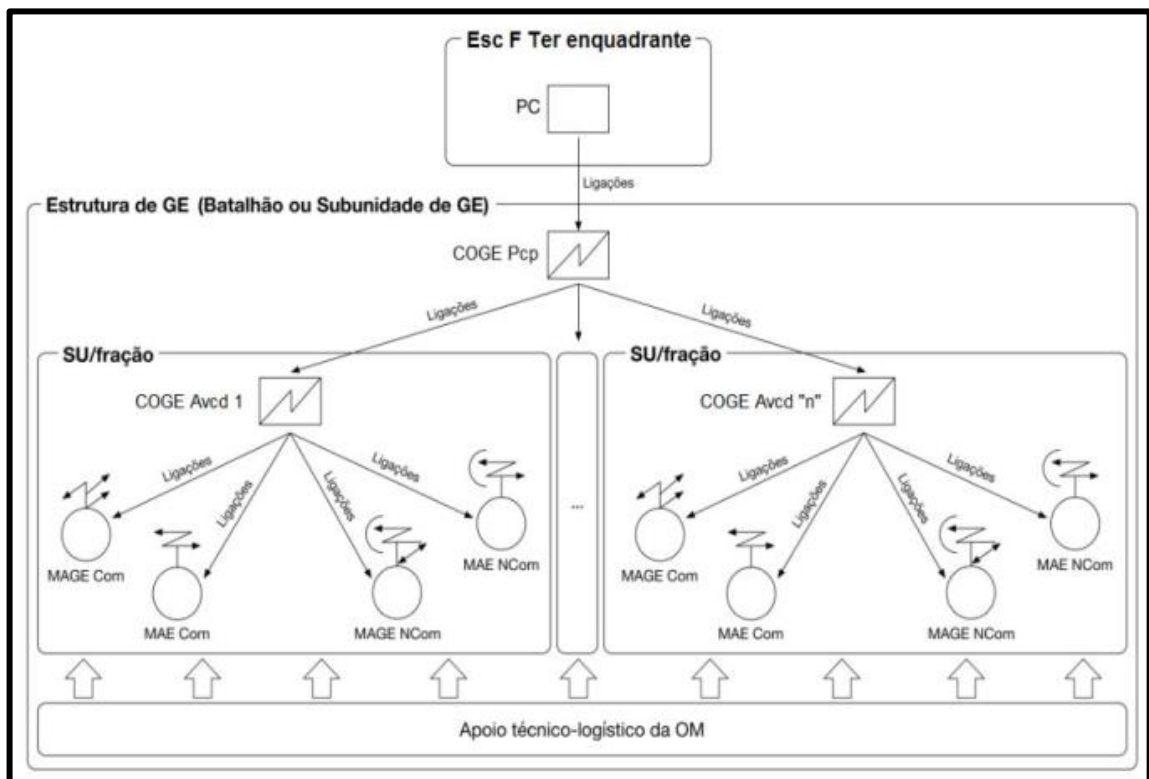 Esc F Ter enquadrante
PC
Ligações
Estrutura de GE (Batalhão ou Subunidade de GE)
COGE Pcp
Ligações
Ligações
SU/fração
COGE Avcd 1
Ligações
Ligações
Ligações
Ligações
MAGE Com
MAE Com
MAGE NCom
MAE NCom
...
SU/fração
COGE Avcd "n"
Ligações
Ligações
Ligações
Ligações
MAGE Com
MAE Com
MAGE NCom
MAE NCom
Apoio técnico-logístico da OM